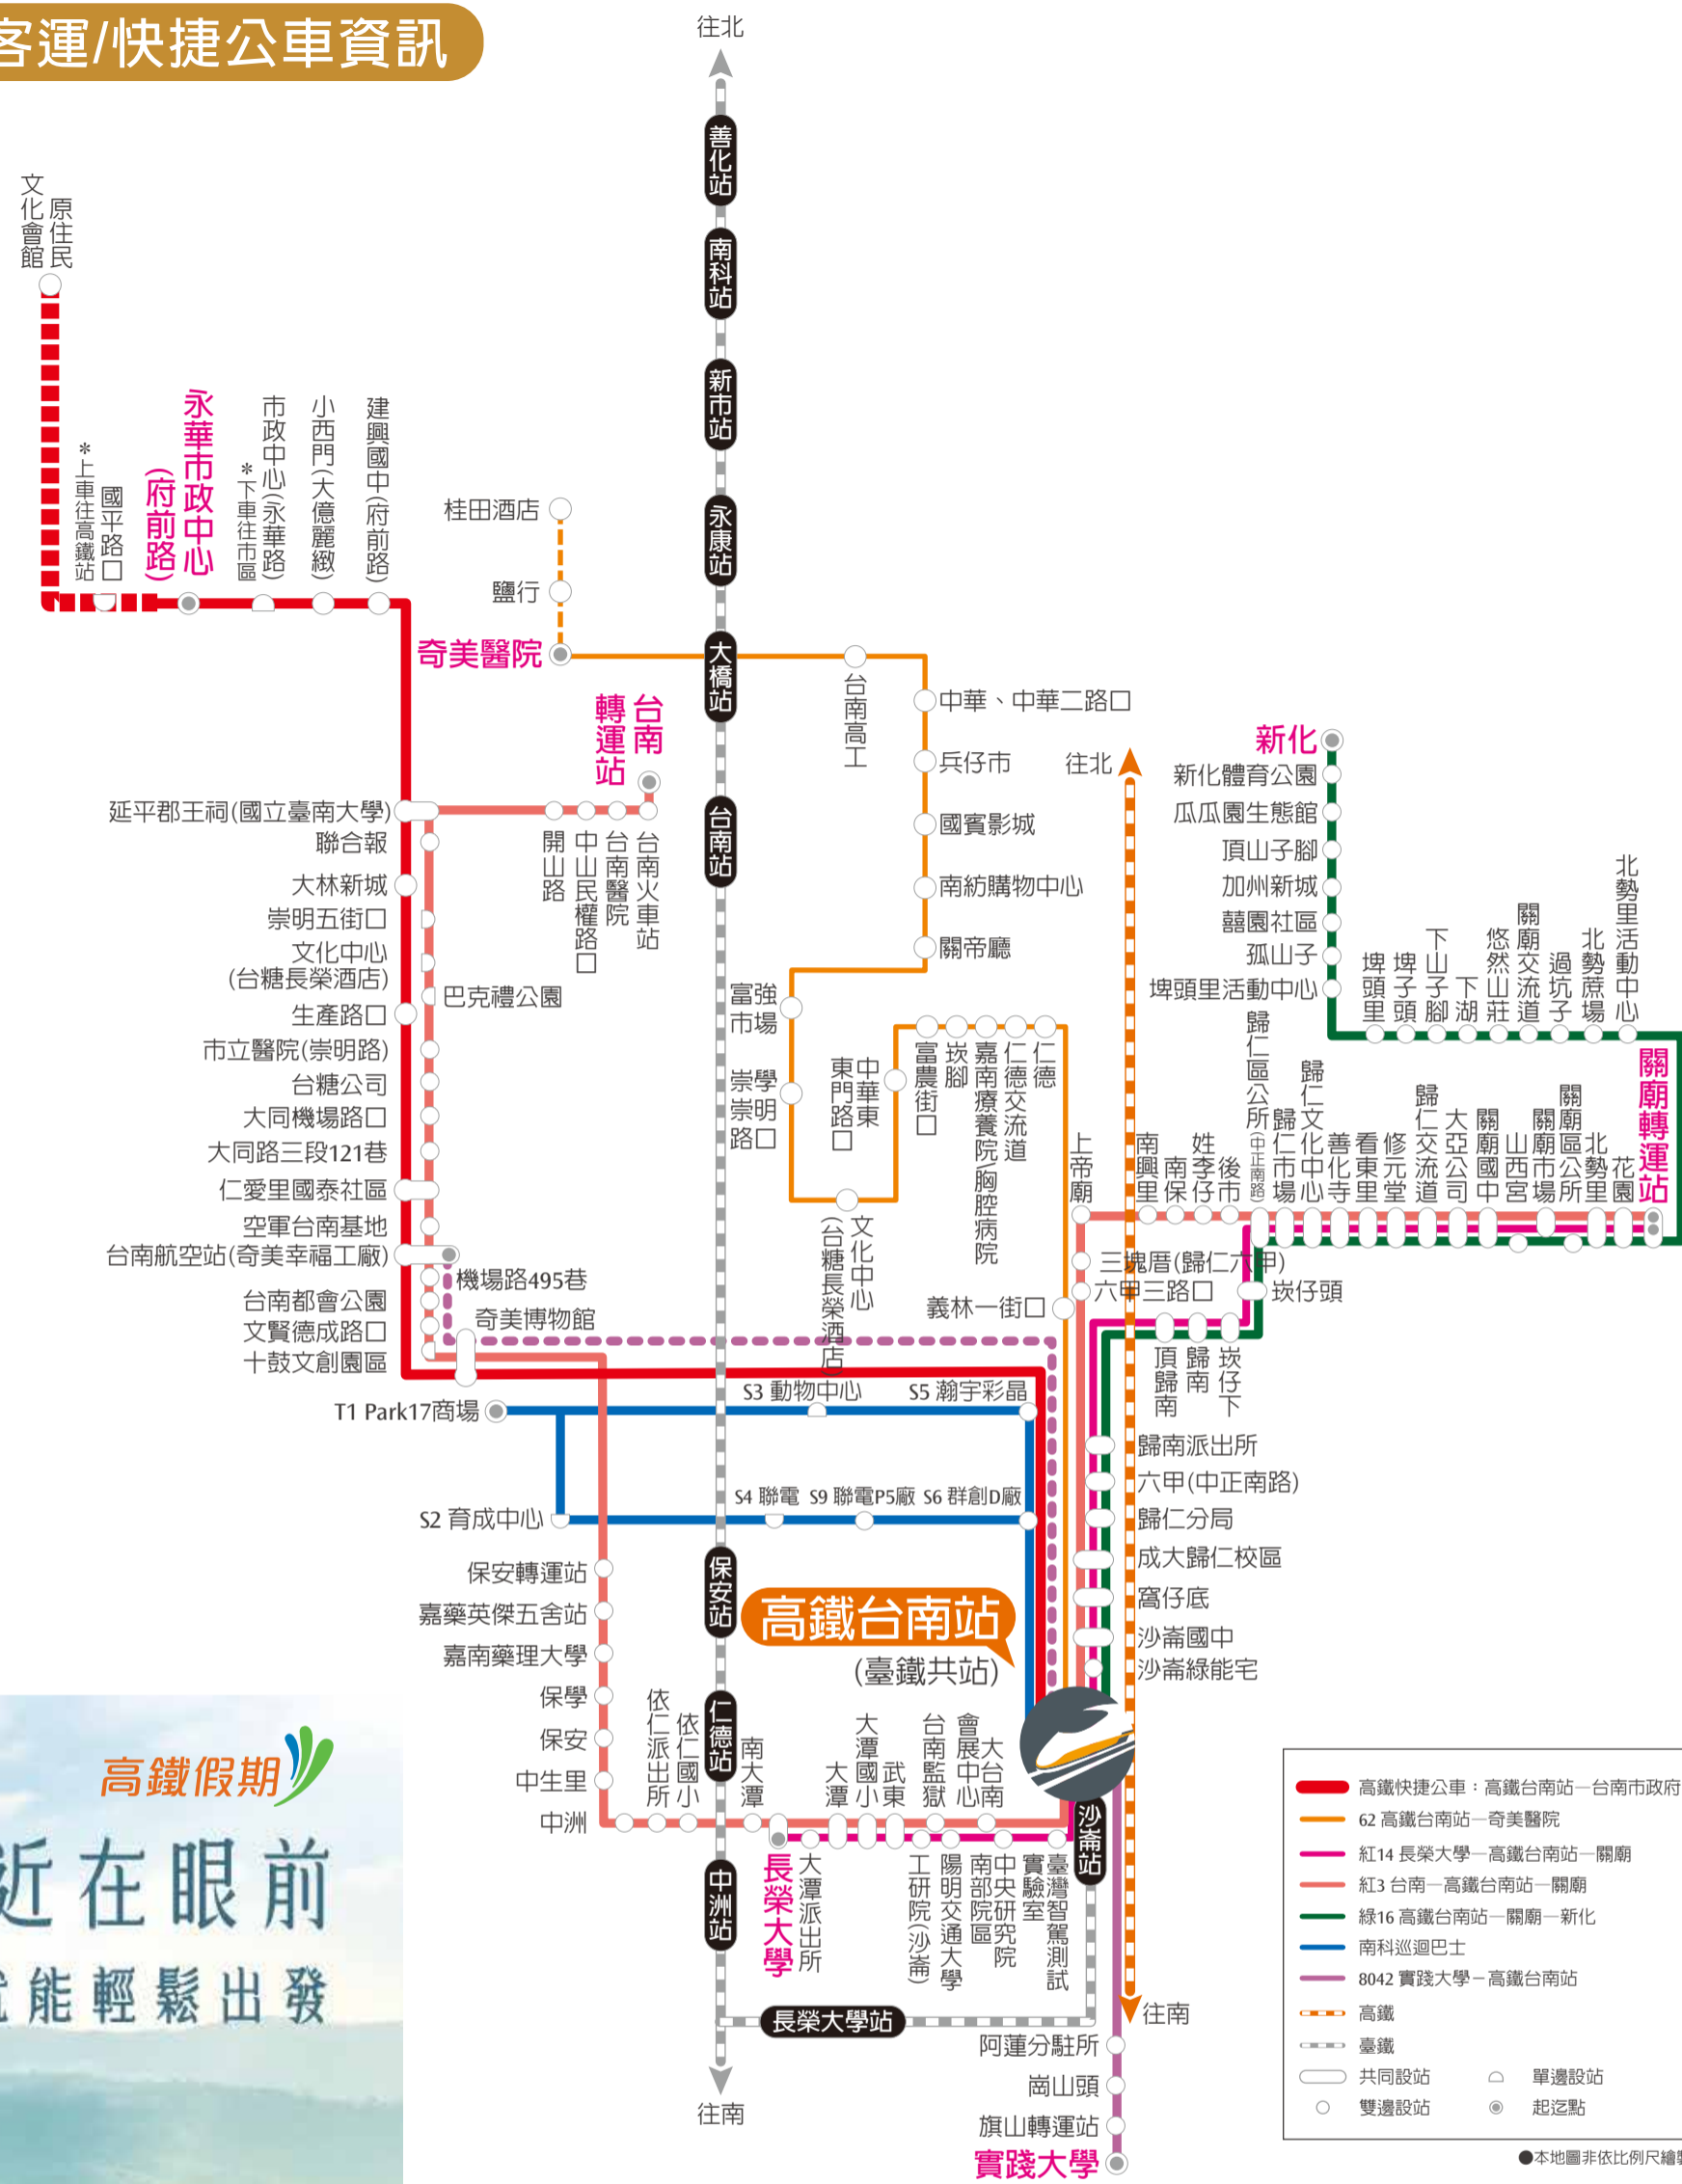 客運/快捷公車資訊
往北
善化站
南科站
新市站
永康站
大橋站
台南站
保安站
仁德站
中洲站
長榮大學站
沙崙站
往南
原住民
文化會館
國平路口
*上車往高鐵站
永華市政中心
(府前路)
市政中心(永華路)
*下車往市區
小西門(大億麗緻)
建興國中(府前路)
桂田酒店
鹽行
奇美醫院
台南高工
中華、中華二路口
兵仔市
國賓影城
南紡購物中心
關帝廳
富強
市場
崇學
崇明
路口
文化中心
(台糖長榮酒店)
中華東
東門路口
富農街口
崁腳
嘉南療養院/胸腔病院
仁德交流道
仁德
義林一街口
台南
轉運站
台南火車站
台南醫院
中山民權路口
開山路
延平郡王祠(國立臺南大學)
聯合報
大林新城
崇明五街口
文化中心
(台糖長榮酒店)
巴克禮公園
生產路口
市立醫院(崇明路)
台糖公司
大同機場路口
大同路三段121巷
仁愛里國泰社區
空軍台南基地
台南航空站(奇美幸福工廠)
機場路495巷
台南都會公園
奇美博物館
文賢德成路口
十鼓文創園區
T1 Park17商場
S3 動物中心
S5 瀚宇彩晶
S2 育成中心
S4 聯電
S9 聯電P5廠
S6 群創D廠
保安轉運站
嘉藥英傑五舍站
嘉南藥理大學
保學
保安
中生里
中洲
依仁派出所
依仁國小
南大潭
長榮大學
大潭派出所
大潭
大潭國小
武東
台南監獄
大台南
會展中心
工研院(沙崙)
陽明交通大學
中央研究院
南部院區
臺灣智駕測試
實驗室
高鐵台南站
(臺鐵共站)
往北
往南
新化
新化體育公園
瓜瓜園生態館
頂山子腳
加州新城
囍園社區
孤山子
埤頭里活動中心
埤頭里
埤子頭
下山子腳
下湖
悠然山莊
關廟交流道
過坑子
北勢蔗場
北勢里活動中心
關廟轉運站
上帝廟
南興里
南保
姓李仔
後市
歸仁區公所(中正南路)
歸仁市場
歸仁文化中心
善化寺
看東里
修元堂
歸仁交流道
大亞公司
關廟國中
山西宮
關廟市場
關廟區公所
北勢里
花園
三塊厝(歸仁六甲)
六甲三路口
崁仔頭
頂歸南
歸南
崁仔下
歸南派出所
六甲(中正南路)
歸仁分局
成大歸仁校區
窩仔底
沙崙國中
沙崙綠能宅
阿蓮分駐所
崗山頭
旗山轉運站
實踐大學
高鐵假期
近在眼前
就能輕鬆出發
高鐵快捷公車：高鐵台南站—台南市政府
62 高鐵台南站—奇美醫院
紅14 長榮大學—高鐵台南站—關廟
紅3 台南—高鐵台南站—關廟
綠16 高鐵台南站—關廟—新化
南科巡迴巴士
8042 實踐大學－高鐵台南站
高鐵
臺鐵
共同設站
單邊設站
雙邊設站
起迄點
●本地圖非依比例尺繪製